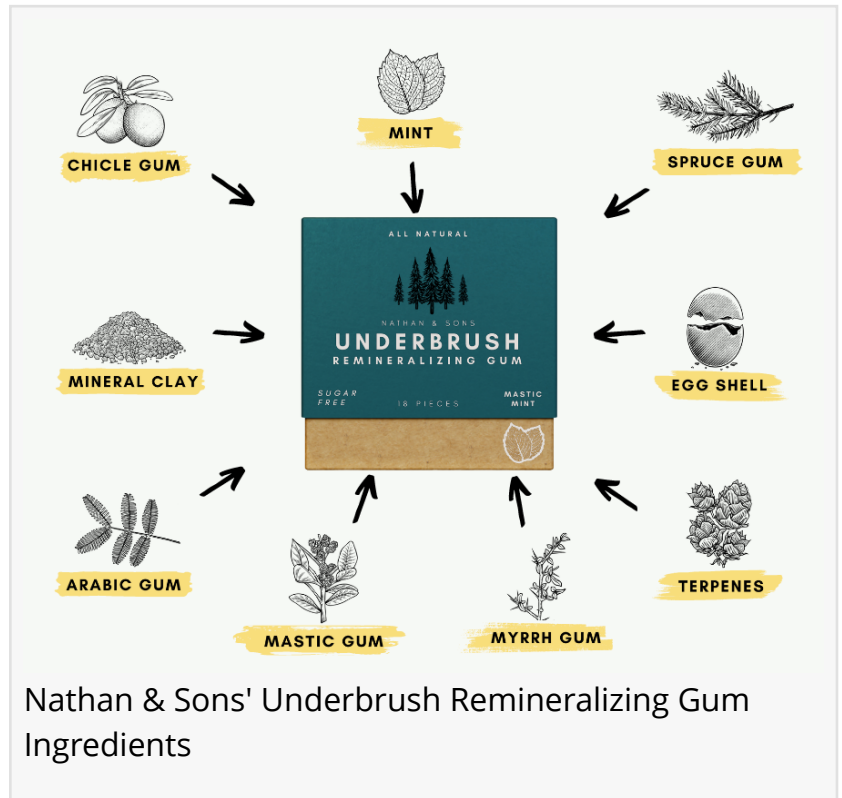 MINT
CHICLE GUM
SPRUCE GUM
ALL NATURAL
NATHAN & SONS
UNDERBRUSH
REMINERALIZING GUM
SUGAR
FREE
18 PIECES
MASTIC
MINT
MINERAL CLAY
EGG SHELL
ARABIC GUM
TERPENES
MASTIC GUM
MYRRH GUM
Nathan & Sons' Underbrush Remineralizing Gum
Ingredients